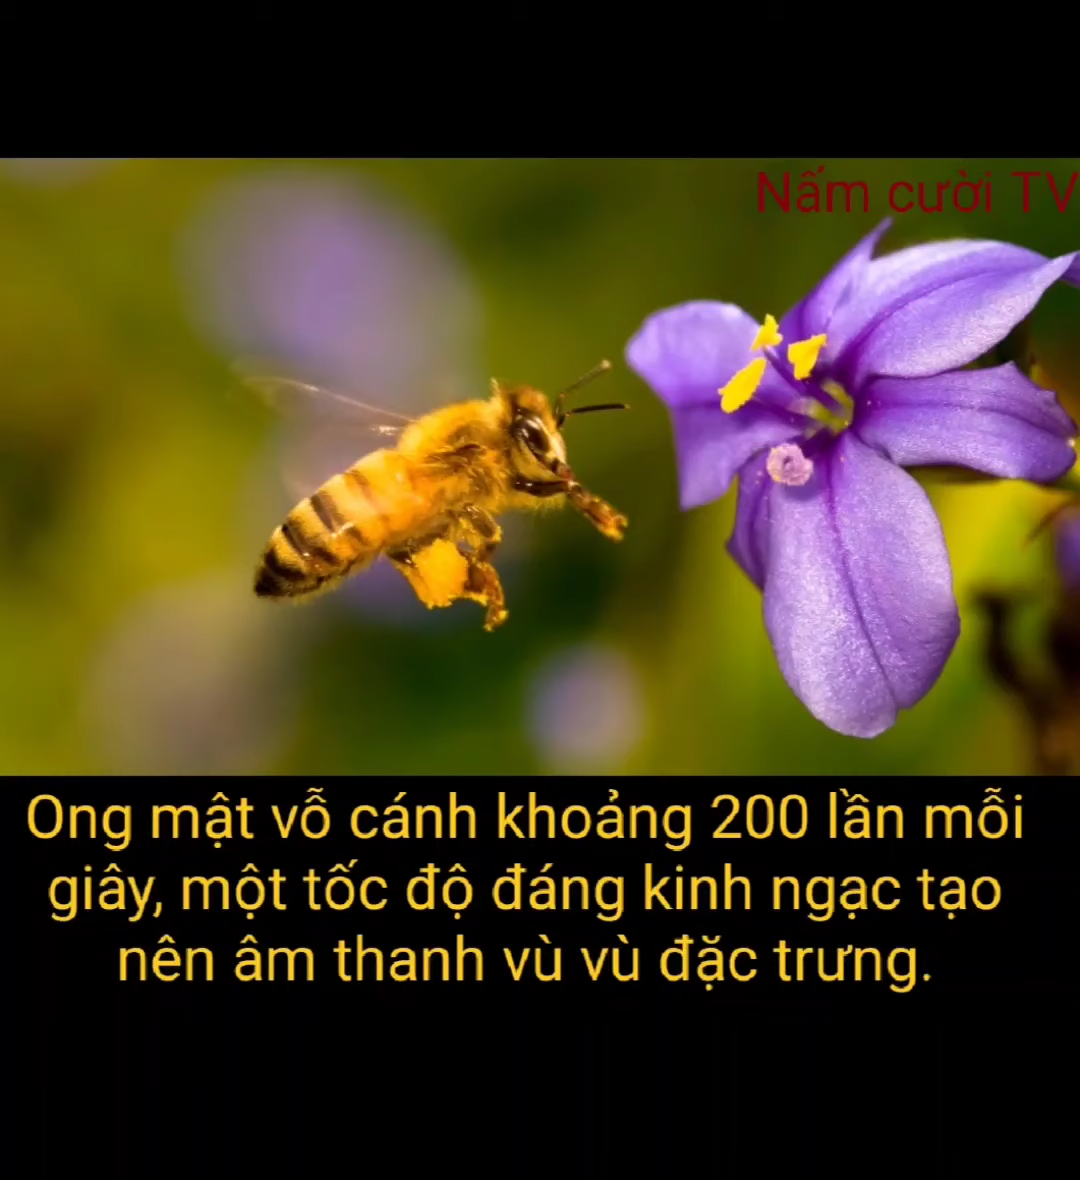 Nấm cười TV
Ong mật vỗ cánh khoảng 200 lần mỗi
giây, một tốc độ đáng kinh ngạc tạo
nên âm thanh vù vù đặc trưng.